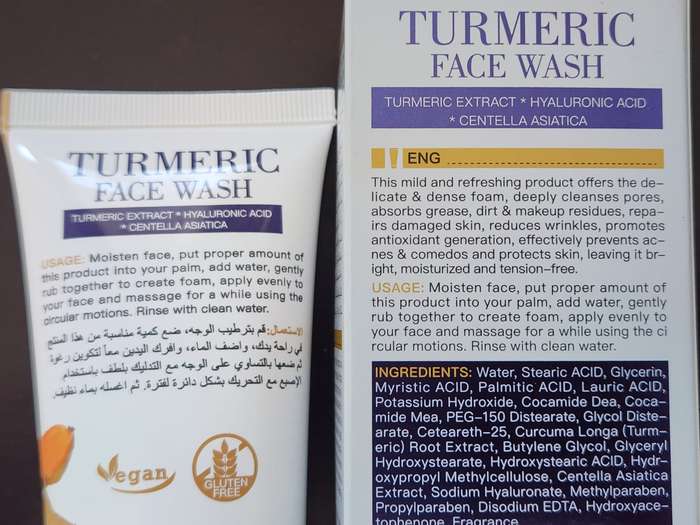 TURMERIC
FACE WASH
TURMERIC EXTRACT * HYALURONIC ACID
* CENTELLA ASIATICA
USAGE: Moisten face, put proper amount of
this product into your palm, add water, gently
rub together to create foam, apply evenly to
your face and massage for a while using the
circular motions. Rinse with clean water.
الاستعمال: قم بترطيب الوجه، ضع كمية مناسبة من هذا المنتج
في راحة يدك، واضف الماء، وافرك اليدين معاً لتكوين رغوة
ثم ضعها بالتساوي على الوجه مع التدليك بلطف باستخدام
الإصبع مع التحريك بشكل دائرة لفترة. ثم اغسله بماء نظيف.
Vegan
GLUTEN
FREE
TURMERIC
FACE WASH
TURMERIC EXTRACT * HYALURONIC ACID
* CENTELLA ASIATICA
ENG
This mild and refreshing product offers the de-
licate & dense foam, deeply cleanses pores,
absorbs grease, dirt & makeup residues, repa-
irs damaged skin, reduces wrinkles, promotes
antioxidant generation, effectively prevents ac-
nes & comedos and protects skin, leaving it br-
ight, moisturized and tension-free.
USAGE: Moisten face, put proper amount of
this product into your palm, add water, gently
rub together to create foam, apply evenly to
your face and massage for a while using the ci
rcular motions. Rinse with clean water.
INGREDIENTS: Water, Stearic ACID, Glycerin,
Myristic ACID, Palmitic ACID, Lauric ACID,
Potassium Hydroxide, Cocamide Dea, Coca-
mide Mea, PEG-150 Distearate, Glycol Diste-
arate, Ceteareth-25, Curcuma Longa (Turm-
eric) Root Extract, Butylene Glycol, Glyceryl
Hydroxystearate, Hydroxystearic ACID, Hydr-
oxypropyl Methylcellulose, Centella Asiatica
Extract, Sodium Hyaluronate, Methylparaben,
Propylparaben, Disodium EDTA, Hydroxyace-
tophenone, Fragrance